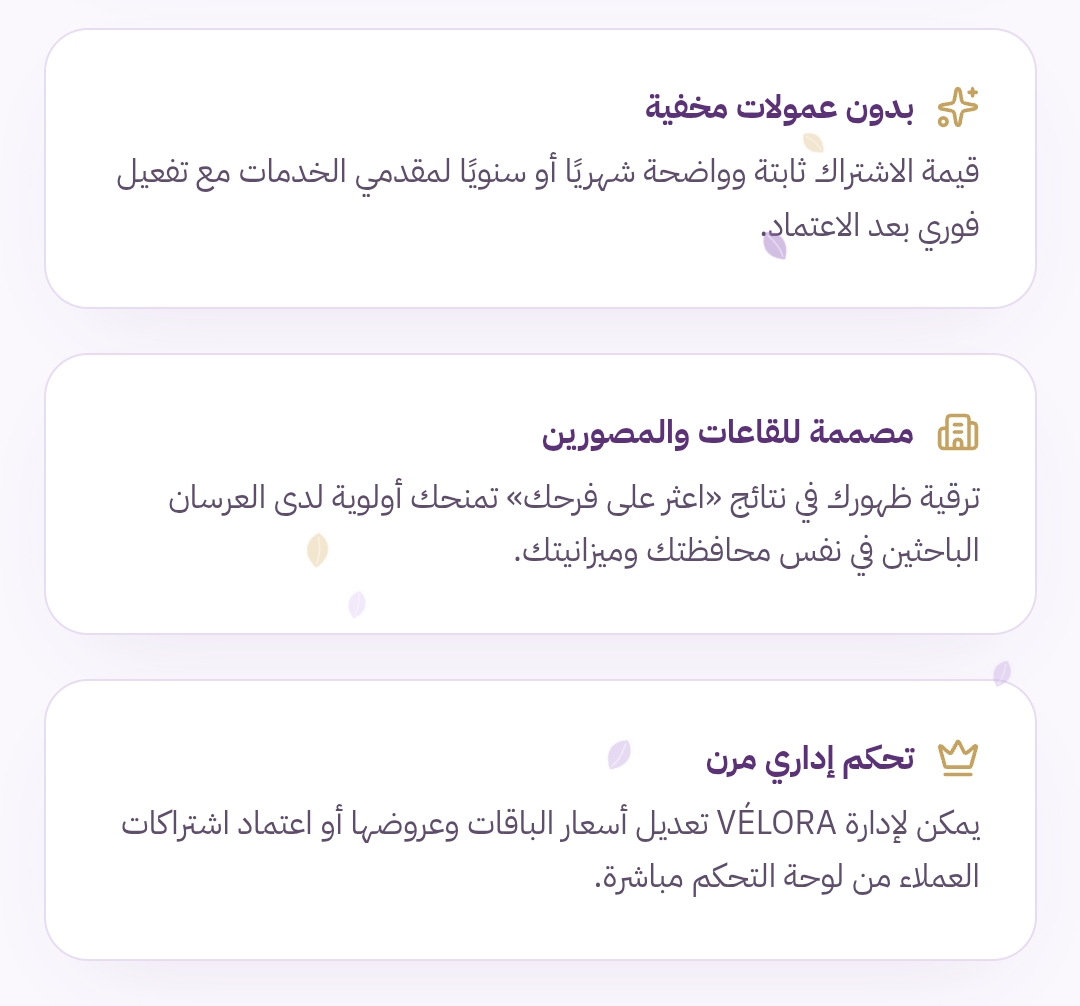 بدون عمولات مخفية
قيمة الاشتراك ثابتة وواضحة شهريًا أو سنويًا لمقدمي الخدمات مع تفعيل
فوري بعد الاعتماد.
مصممة للقاعات والمصورين
ترقية ظهورك في نتائج «اعثر على فرحك» تمنحك أولوية لدى العرسان
الباحثين في نفس محافظتك وميزانيتك.
تحكم إداري مرن
يمكن لإدارة VÉLORA تعديل أسعار الباقات وعروضها أو اعتماد اشتراكات
العملاء من لوحة التحكم مباشرة.